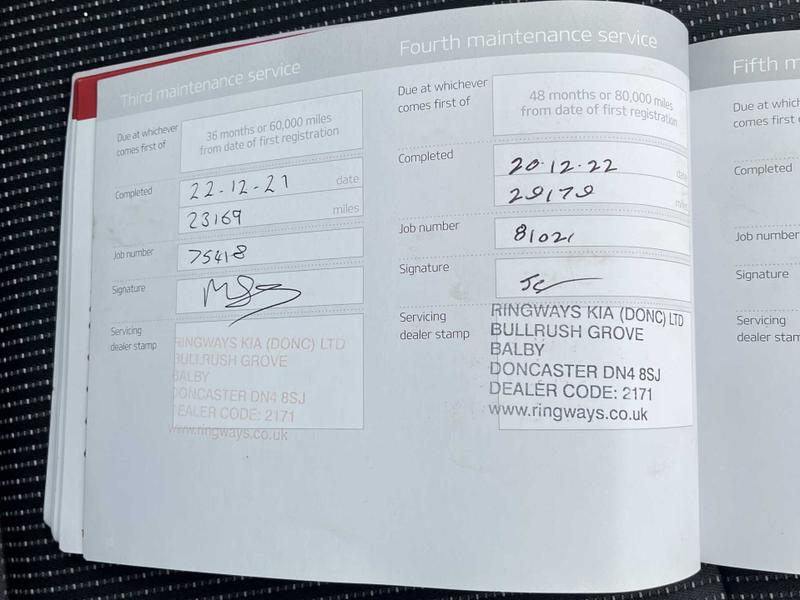 Third maintenance service
Due at whichever
comes first of
36 months or 60,000 miles
from date of first registration
Completed
22-12-21
date
23169
miles
Job number
75418
Signature
Servicing
dealer stamp
RINGWAYS KIA (DONC) LTD
BULLRUSH GROVE
BALBY
DONCASTER DN4 8SJ
DEALER CODE: 2171
www.ringways.co.uk
Fourth maintenance service
Due at whichever
comes first of
48 months or 80,000 miles
from date of first registration
Completed
20.12.22
date
29179
miles
Job number
81021
Signature
Servicing
dealer stamp
RINGWAYS KIA (DONC) LTD
BULLRUSH GROVE
BALBY
DONCASTER DN4 8SJ
DEALER CODE: 2171
www.ringways.co.uk
Fifth m
Due at which
comes first o
Completed
Job number
Signature
Servicing
dealer stam